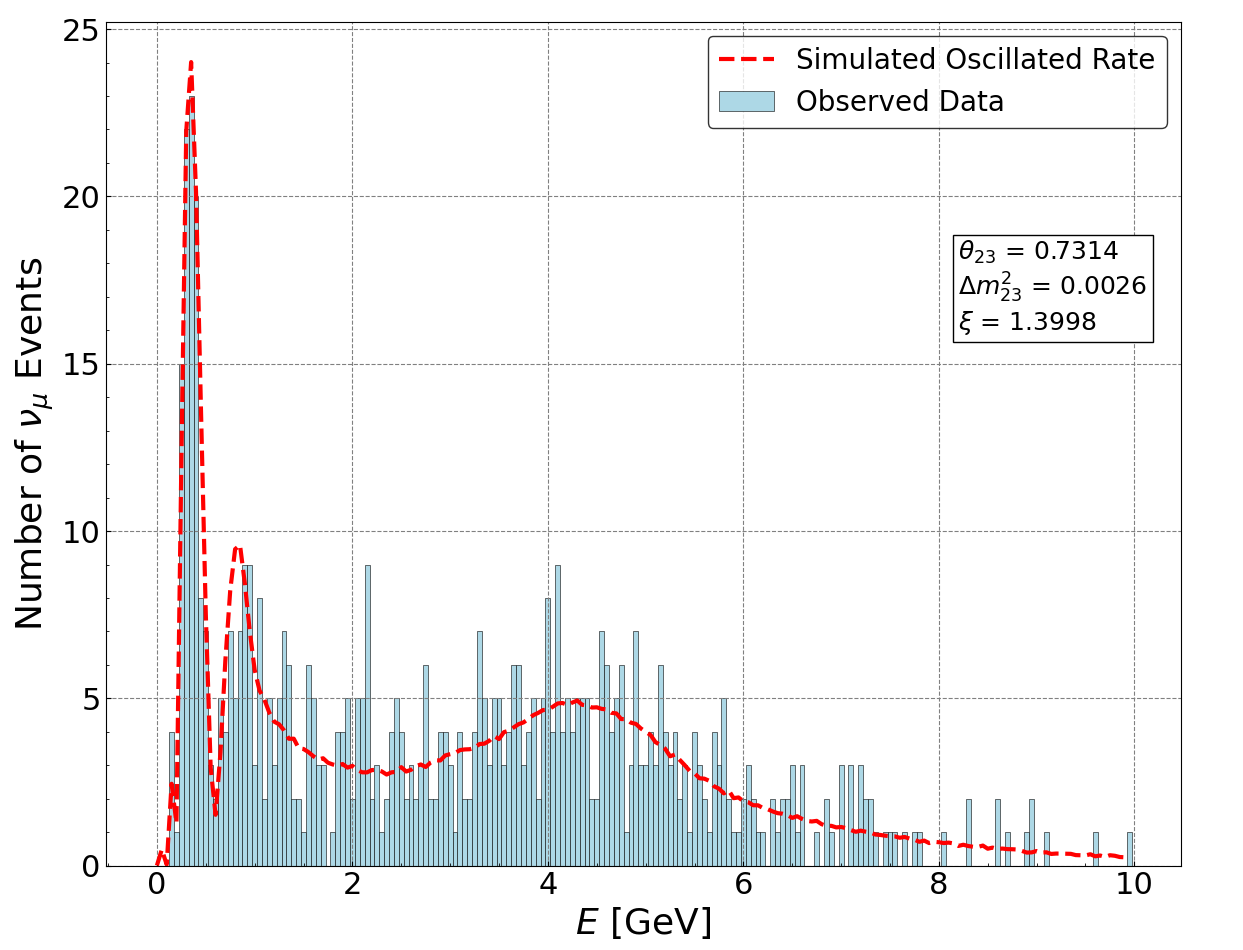 Simulated Oscillated Rate
Observed Data
θ₂₃ = 0.7314
Δm²₂₃ = 0.0026
ξ = 1.3998
Number of νμ Events
25
20
15
10
5
0
0 2 4 6 8 10
E [GeV]